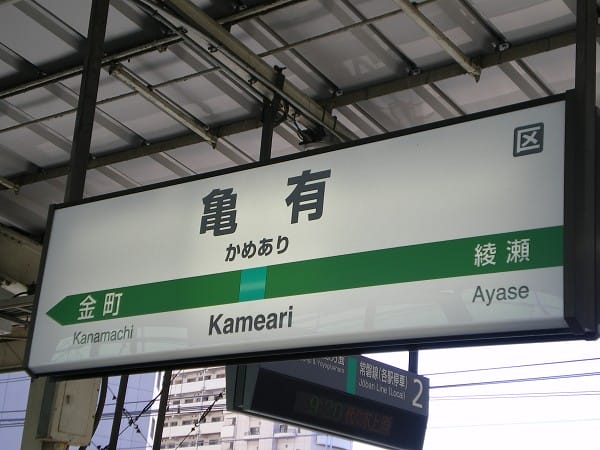 区
亀有
かめあり
金町
綾瀬
Kanamachi
Kameari
Ayase
常磐線(各駅停車)
Joban Line (Local)
2